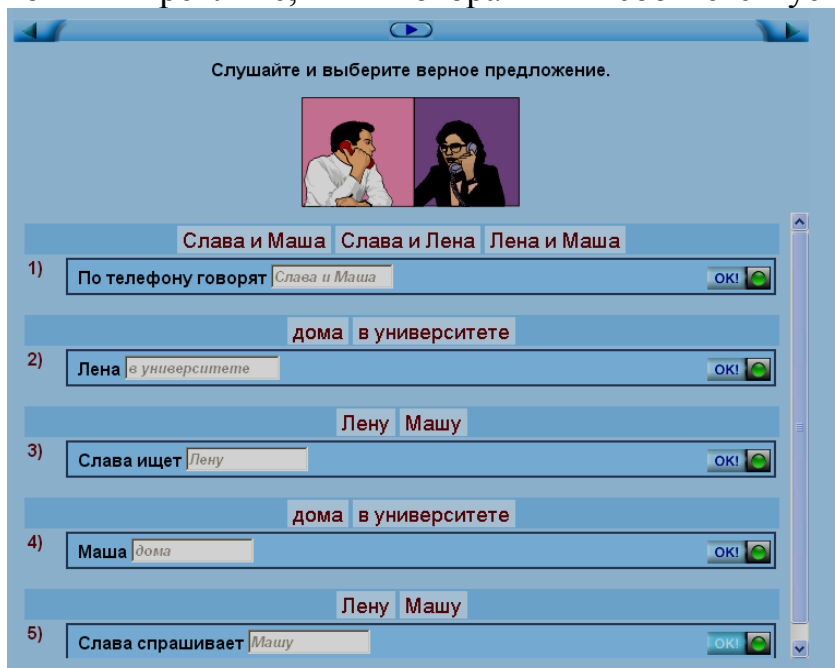 Слушайте и выберите верное предложение.
Слава и Маша Слава и Лена Лена и Маша
1) По телефону говорят Слава и Маша OK!
дома в университете
2) Лена в университете OK!
Лену Машу
3) Слава ищет Лену OK!
дома в университете
4) Маша дома OK!
Лену Машу
5) Слава спрашивает Машу OK!